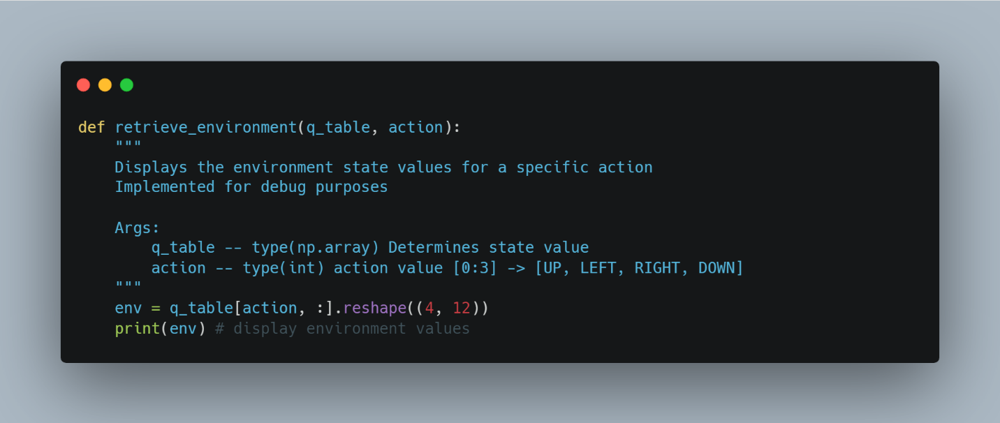 def retrieve_environment(q_table, action):
    """
    Displays the environment state values for a specific action
    Implemented for debug purposes

    Args:
        q_table -- type(np.array) Determines state value
        action -- type(int) action value [0:3] -> [UP, LEFT, RIGHT, DOWN]
    """
    env = q_table[action, :].reshape((4, 12))
    print(env) # display environment values